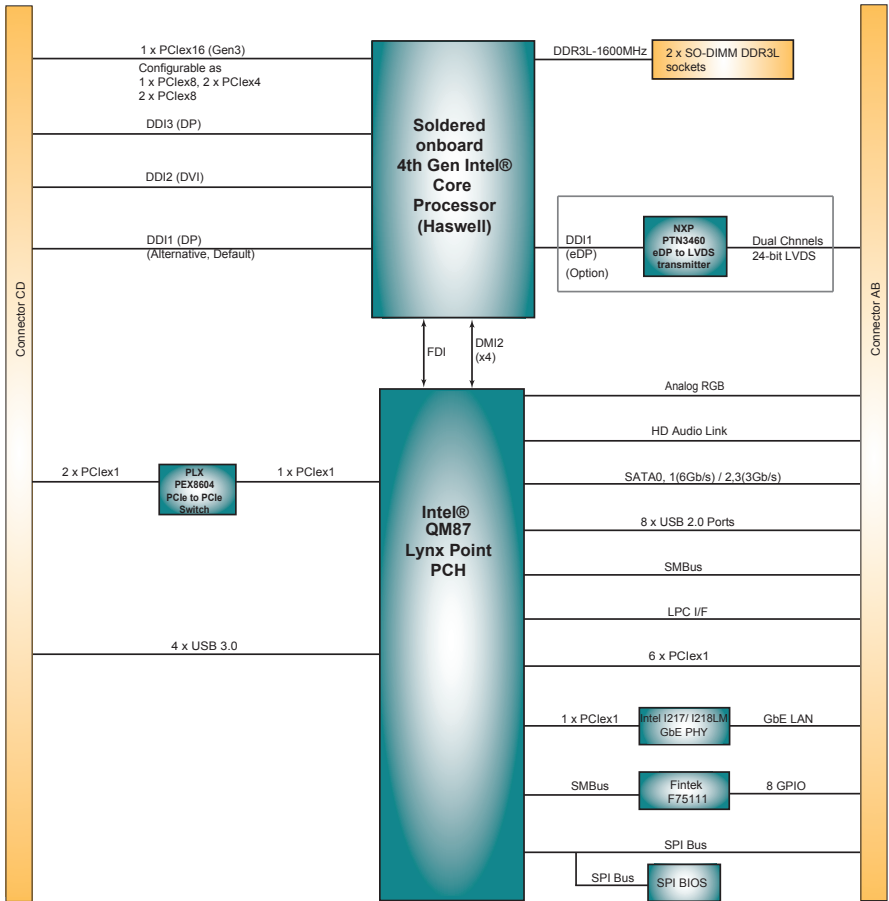 1 x PCIex16 (Gen3)
Configurable as
1 x PCIex8, 2 x PCIex4
2 x PCIex8
DDI3 (DP)
DDI2 (DVI)
DDI1 (DP)
(Alternative, Default)
Connector CD
Soldered
onboard
4th Gen Intel®
Core
Processor
(Haswell)
DDR3L-1600MHz
2 x SO-DIMM DDR3L
sockets
DDI1
(eDP)
(Option)
NXP
PTN3460
eDP to LVDS
transmitter
Dual Chnnels
24-bit LVDS
Connector AB
FDI
DMI2
(x4)
2 x PCIex1
PLX
PEX8604
PCIe to PCIe
Switch
1 x PCIex1
4 x USB 3.0
Intel®
QM87
Lynx Point
PCH
Analog RGB
HD Audio Link
SATA0, 1(6Gb/s) / 2,3(3Gb/s)
8 x USB 2.0 Ports
SMBus
LPC I/F
6 x PCIex1
1 x PCIex1
Intel I217/ I218LM
GbE PHY
GbE LAN
SMBus
Fintek
F75111
8 GPIO
SPI Bus
SPI Bus
SPI BIOS